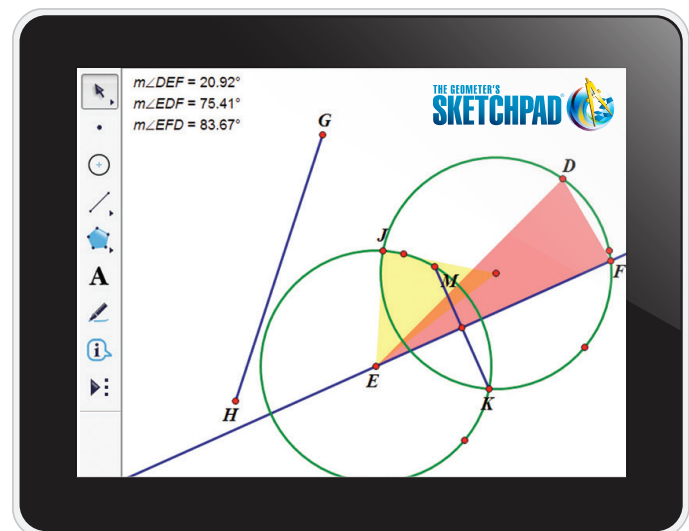 m∠DEF = 20.92°
m∠EDF = 75.41°
m∠EFD = 83.67°
THE GEOMETER'S
SKETCHPAD®
G
D
J
M
F
E
K
H
A
i